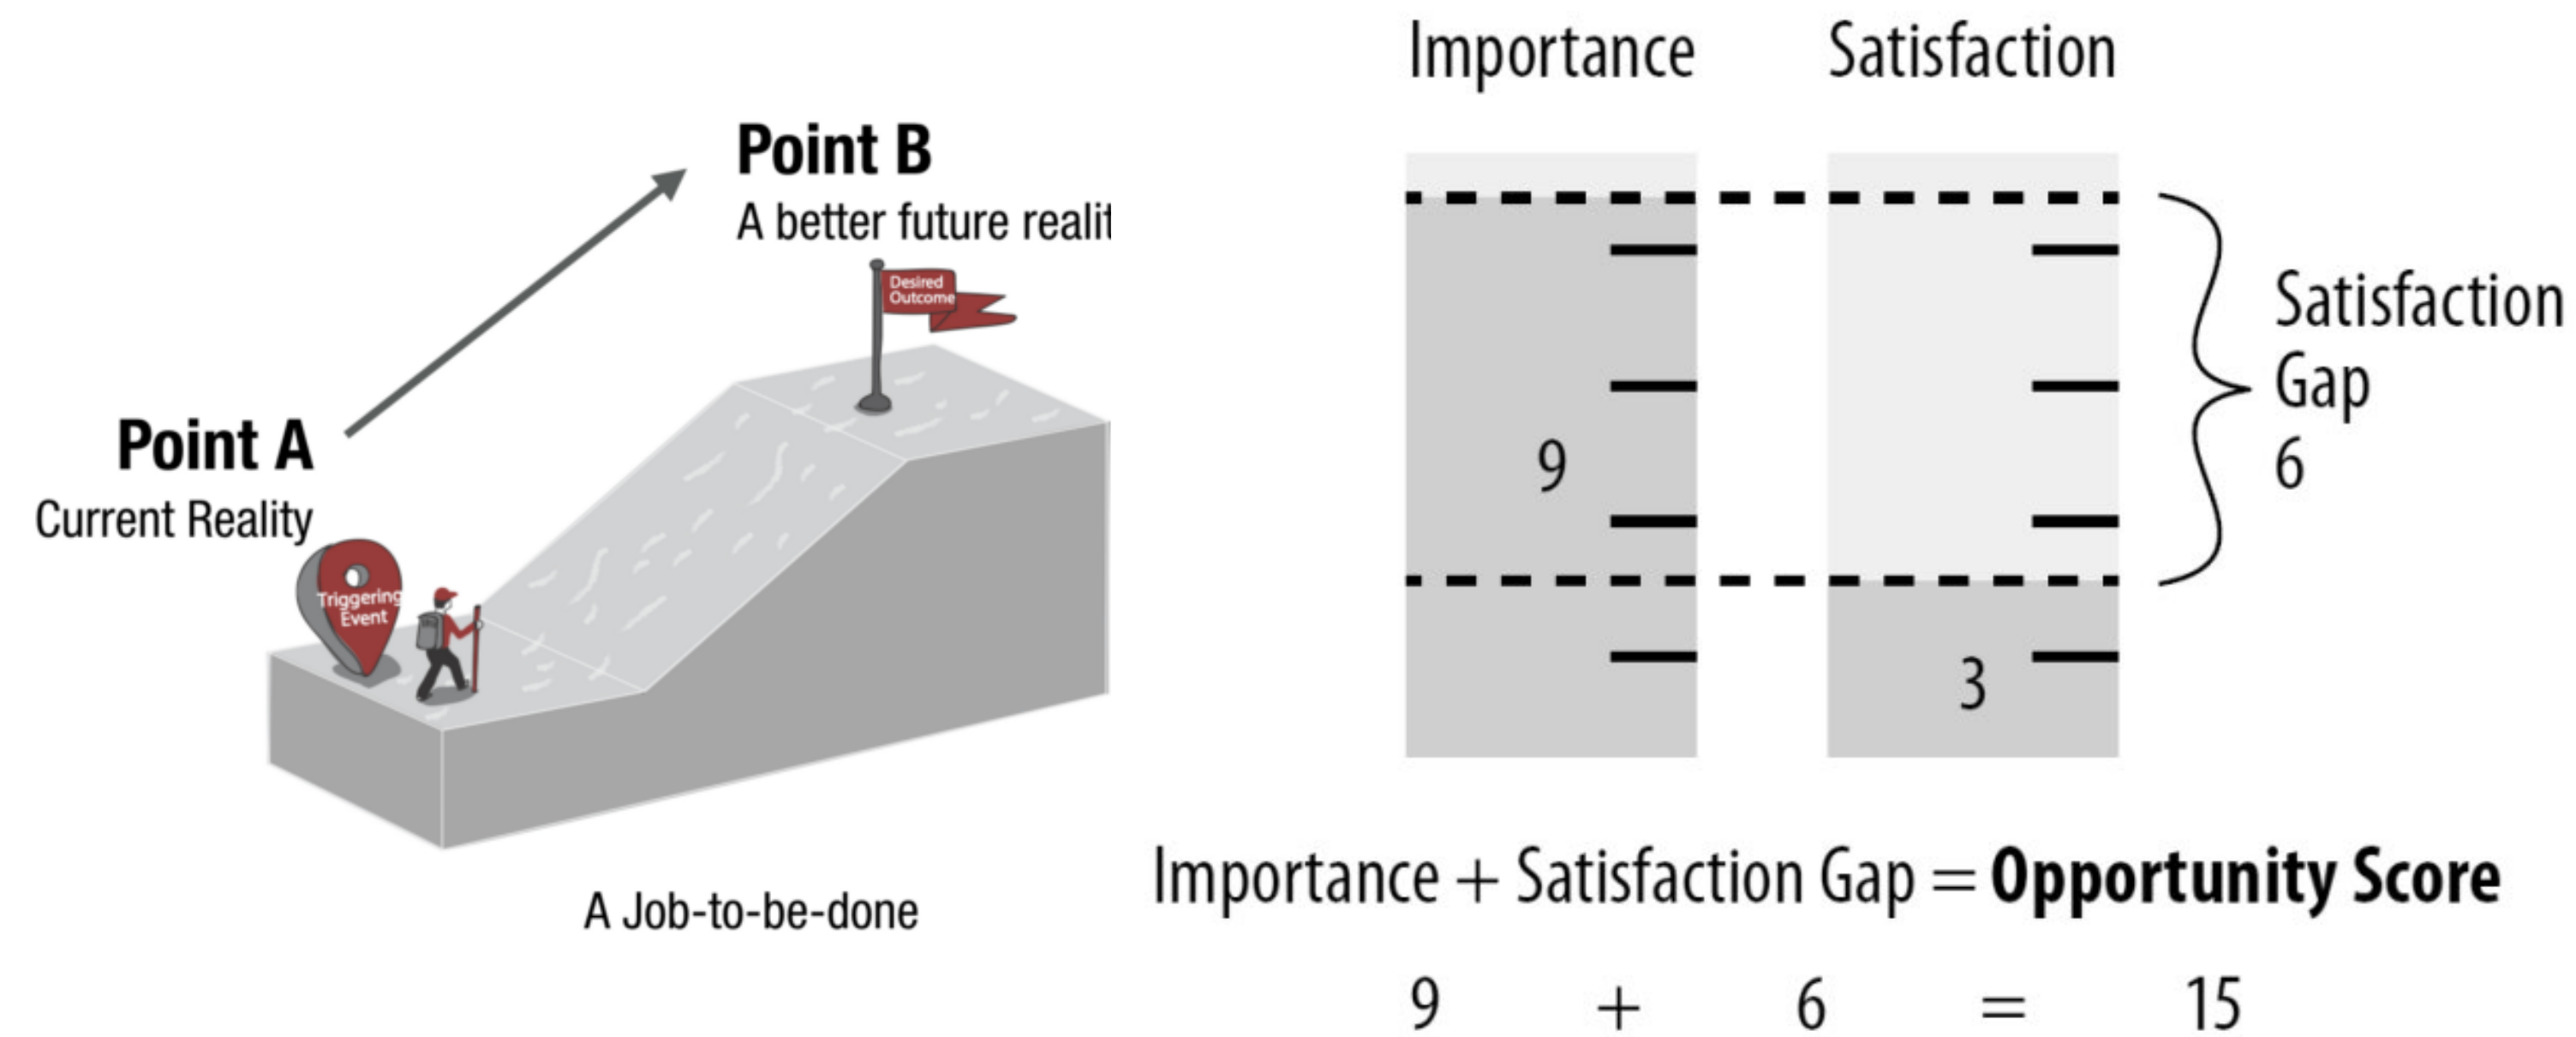 Point B
A better future realit
Desired
Outcome
Point A
Current Reality
Triggering
Event
A Job-to-be-done
Importance Satisfaction
9
3
Satisfaction
Gap
6
Importance + Satisfaction Gap = Opportunity Score
9 + 6 = 15